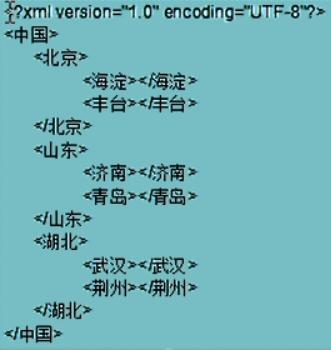 <?xml version="1.0" encoding="UTF-8"?>
<中国>
<北京>
<海淀></海淀>
<丰台></丰台>
</北京>
<山东>
<济南></济南>
<青岛></青岛>
</山东>
<湖北>
<武汉></武汉>
<荆州></荆州>
</湖北>
</中国>